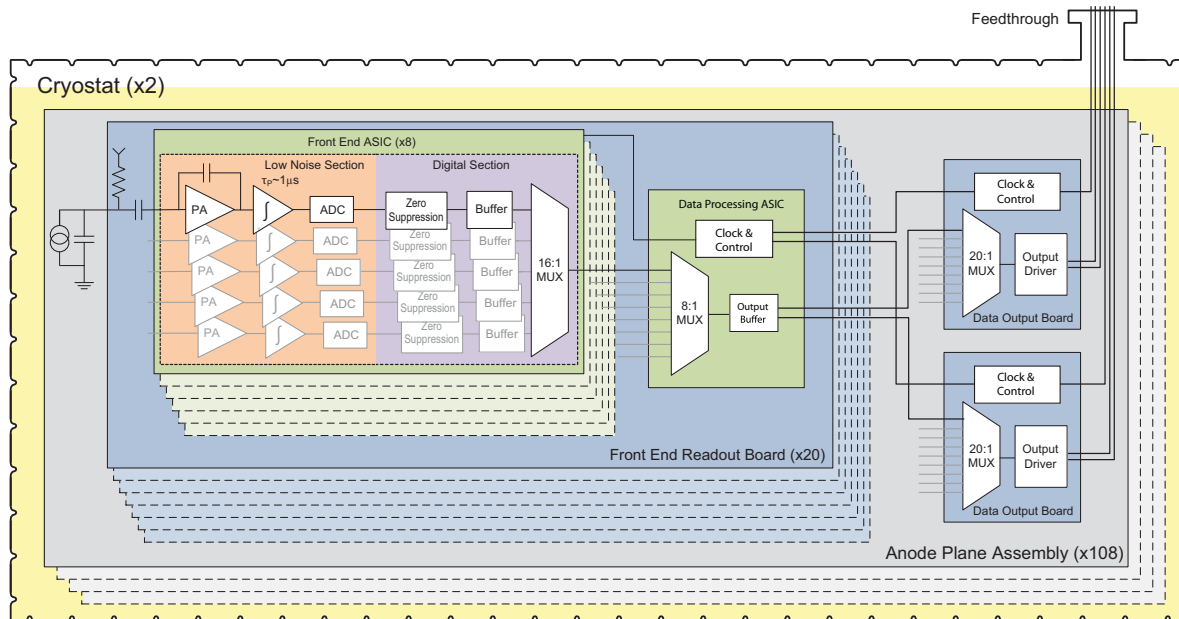 Feedthrough
Cryostat (x2)
Front End ASIC (x8)
Low Noise Section
τP~1μs
Digital Section
PA
∫
ADC
Zero
Suppression
Buffer
PA
∫
ADC
Zero
Suppression
Buffer
PA
∫
ADC
Zero
Suppression
Buffer
PA
∫
ADC
Zero
Suppression
Buffer
PA
∫
ADC
Zero
Suppression
Buffer
16:1
MUX
Data Processing ASIC
Clock &
Control
8:1
MUX
Output
Buffer
Front End Readout Board (x20)
Clock &
Control
20:1
MUX
Output
Driver
Data Output Board
Clock &
Control
20:1
MUX
Output
Driver
Data Output Board
Anode Plane Assembly (x108)